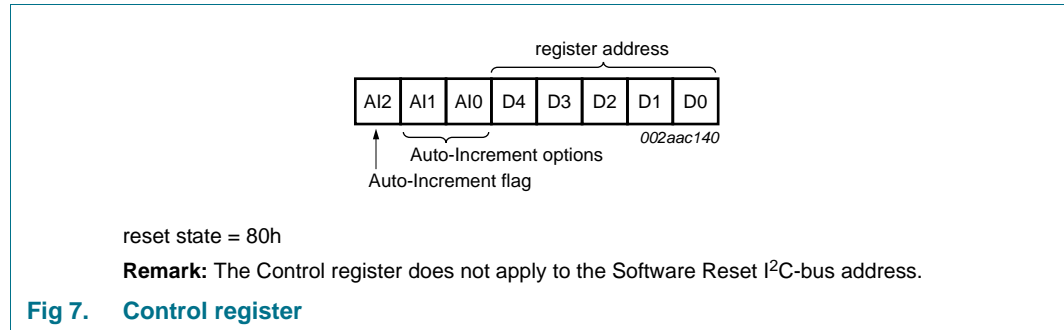 register address
AI2 AI1 AI0 D4 D3 D2 D1 D0
002aac140
Auto-Increment options
Auto-Increment flag
reset state = 80h
Remark: The Control register does not apply to the Software Reset I²C-bus address.
Fig 7. Control register